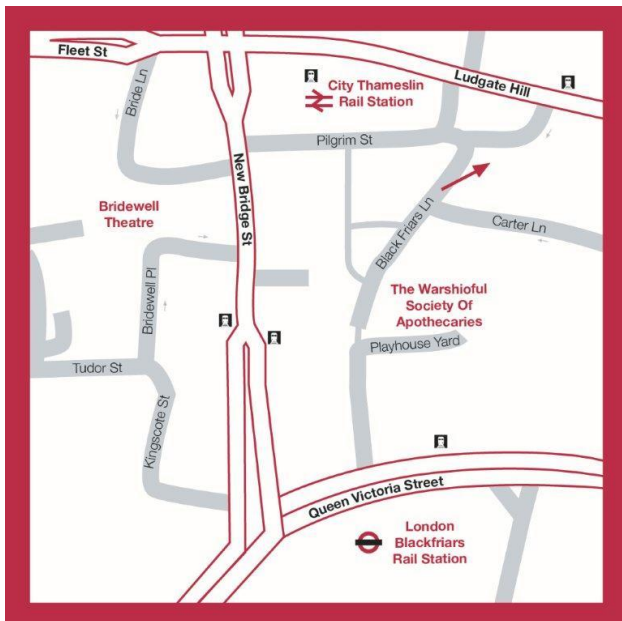 Fleet St
Bride Ln
City Thameslin
Rail Station
Ludgate Hill
Pilgrim St
New Bridge St
Bridewell
Theatre
Black Friars Ln
Carter Ln
Bridewell Pl
The Warshioful
Society Of
Apothecaries
Playhouse Yard
Tudor St
Kingscote St
Queen Victoria Street
London
Blackfriars
Rail Station